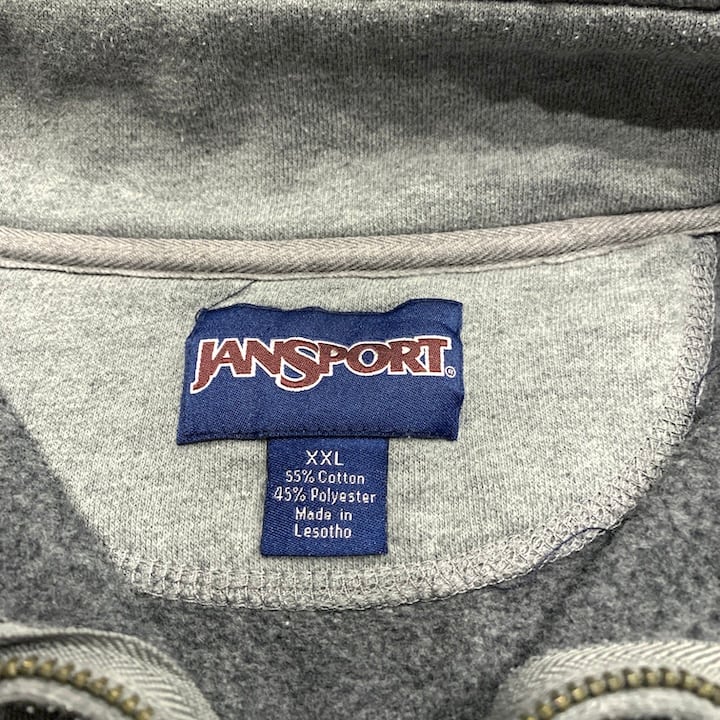 JANSPORT®
XXL
55% Cotton
45% Polyester
Made in
Lesotho